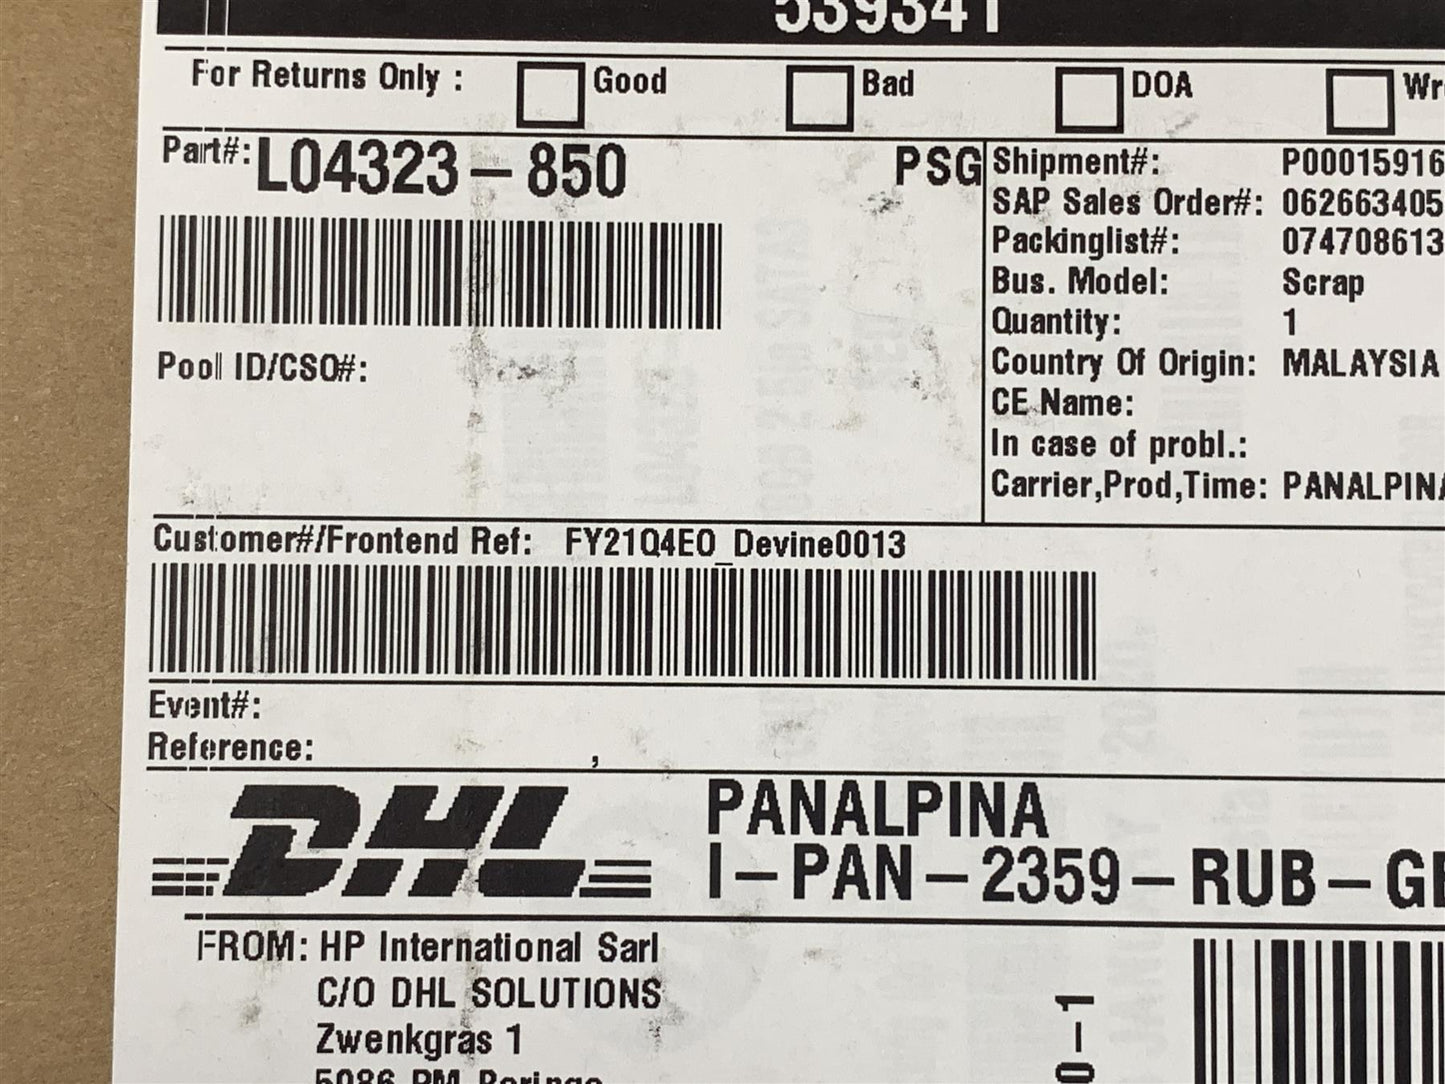 539341
For Returns Only : Good Bad DOA
Part#: L04323-850 PSG
Pool ID/CSO#:
Shipment#: P00015916
SAP Sales Order#: 062663405
Packinglist#: 074708613
Bus. Model: Scrap
Quantity: 1
Country Of Origin: MALAYSIA
CE Name:
In case of probl.:
Carrier,Prod,Time: PANALPINA
Customer#/Frontend Ref: FY21Q4EO_Devine0013
Event#:
Reference: ,
DHL PANALPINA
I-PAN-2359-RUB-GE
FROM: HP International Sarl
C/O DHL SOLUTIONS
Zwenkgras 1
0-1